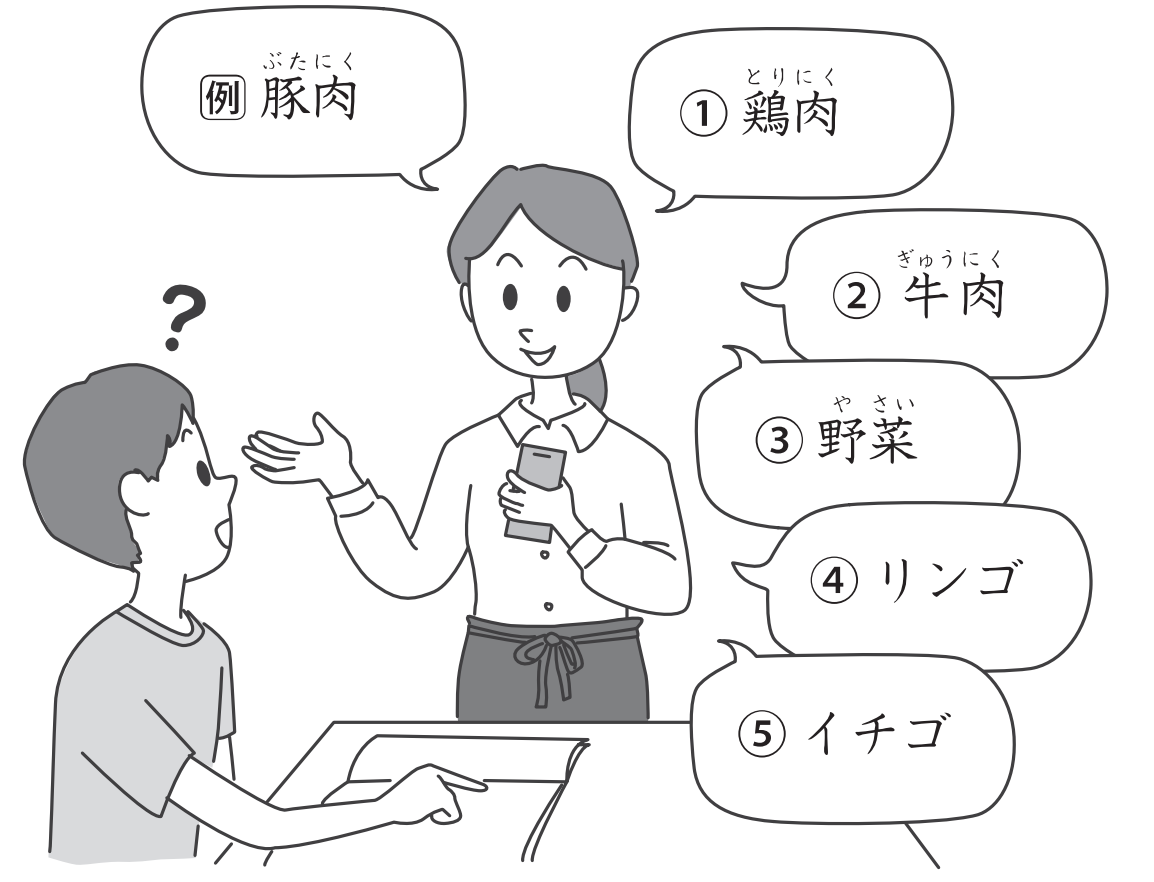 ぶたにく
例 豚肉
とりにく
① 鶏肉
ぎゅうにく
② 牛肉
やさい
③ 野菜
④ リンゴ
⑤ イチゴ
?